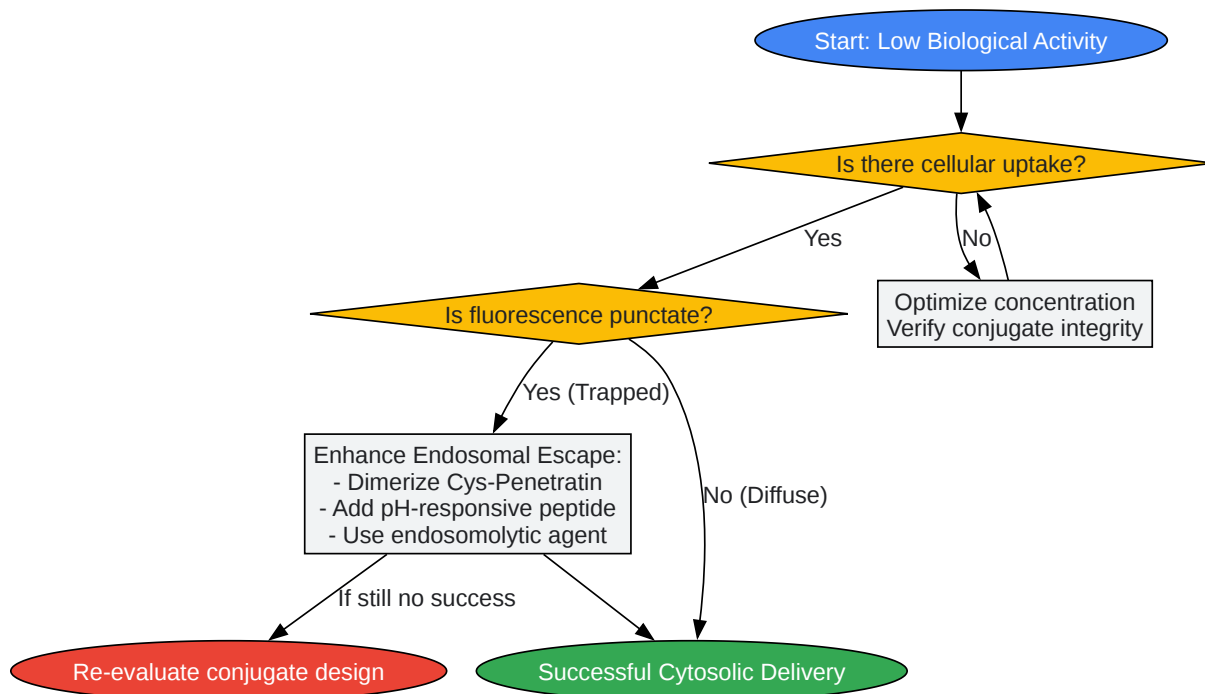 Start: Low Biological Activity
Is there cellular uptake?
Yes
No
Optimize concentration
Verify conjugate integrity
Is fluorescence punctate?
Yes (Trapped)
Enhance Endosomal Escape:
- Dimerize Cys-Penetratin
- Add pH-responsive peptide
- Use endosomolytic agent
No (Diffuse)
If still no success
Re-evaluate conjugate design
Successful Cytosolic Delivery